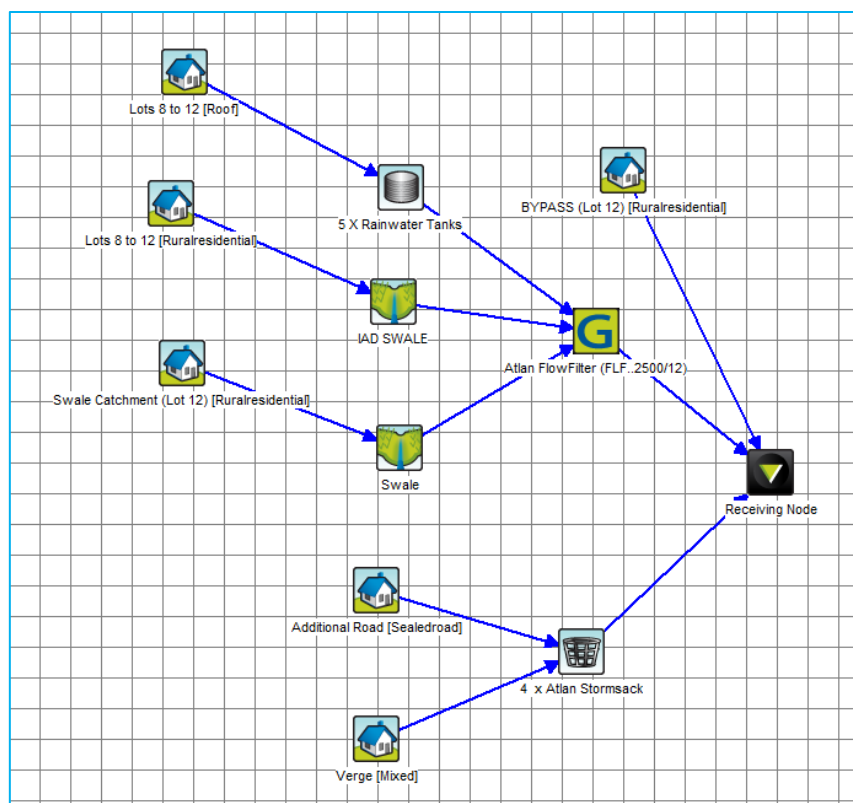 Lots 8 to 12 [Roof]
5 X Rainwater Tanks
BYPASS (Lot 12) [Ruralresidential]
Lots 8 to 12 [Ruralresidential]
IAD SWALE
G
Atlan FlowFilter (FLF..2500/12)
Swale Catchment (Lot 12) [Ruralresidential]
Swale
Receiving Node
Additional Road [Sealedroad]
4 x Atlan Stormsack
Verge [Mixed]